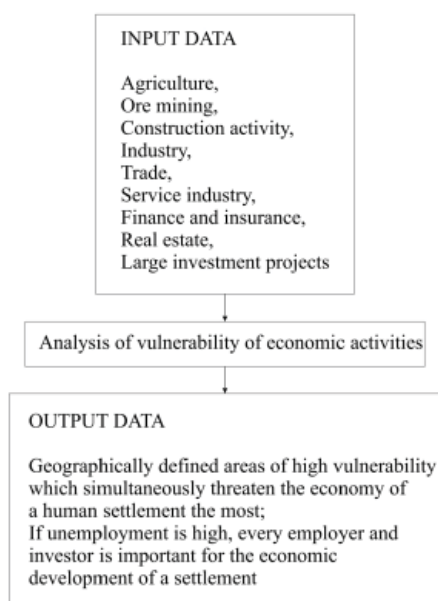 INPUT DATA
Agriculture,
Ore mining,
Construction activity,
Industry,
Trade,
Service industry,
Finance and insurance,
Real estate,
Large investment projects
Analysis of vulnerability of economic activities
OUTPUT DATA
Geographically defined areas of high vulnerability
which simultaneously threaten the economy of
a human settlement the most;
If unemployment is high, every employer and
investor is important for the economic
development of a settlement